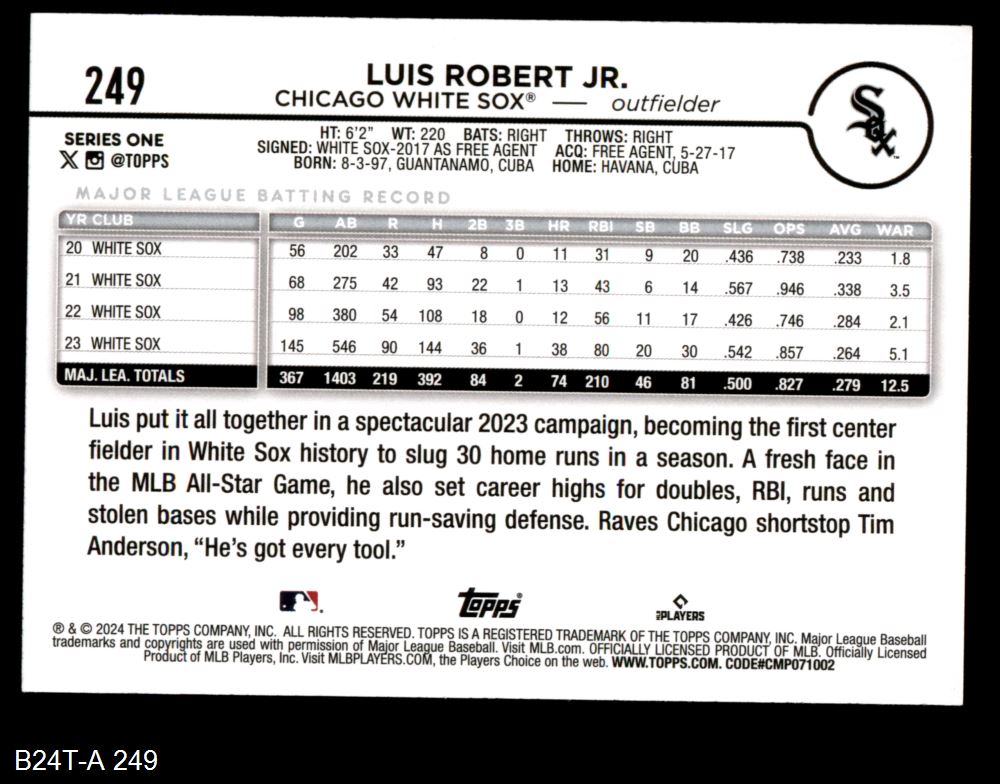 249
LUIS ROBERT JR.
CHICAGO WHITE SOX® — outfielder
Sox™
SERIES ONE
@TOPPS
HT: 6'2" WT: 220 BATS: RIGHT THROWS: RIGHT
SIGNED: WHITE SOX-2017 AS FREE AGENT ACQ: FREE AGENT, 5-27-17
BORN: 8-3-97, GUANTANAMO, CUBA HOME: HAVANA, CUBA
MAJOR LEAGUE BATTING RECORD
YR CLUB G AB R H 2B 3B HR RBI SB BB SLG OPS AVG WAR
20 WHITE SOX 56 202 33 47 8 0 11 31 9 20 .436 .738 .233 1.8
21 WHITE SOX 68 275 42 93 22 1 13 43 6 14 .567 .946 .338 3.5
22 WHITE SOX 98 380 54 108 18 0 12 56 11 17 .426 .746 .284 2.1
23 WHITE SOX 145 546 90 144 36 1 38 80 20 30 .542 .857 .264 5.1
MAJ. LEA. TOTALS 367 1403 219 392 84 2 74 210 46 81 .500 .827 .279 12.5
Luis put it all together in a spectacular 2023 campaign, becoming the first center
fielder in White Sox history to slug 30 home runs in a season. A fresh face in
the MLB All-Star Game, he also set career highs for doubles, RBI, runs and
stolen bases while providing run-saving defense. Raves Chicago shortstop Tim
Anderson, “He’s got every tool.”
Topps®
MLB PLAYERS
® & © 2024 THE TOPPS COMPANY, INC. ALL RIGHTS RESERVED. TOPPS IS A REGISTERED TRADEMARK OF THE TOPPS COMPANY, INC. Major League Baseball
trademarks and copyrights are used with permission of Major League Baseball. Visit MLB.com. OFFICIALLY LICENSED PRODUCT OF MLB. Officially Licensed
Product of MLB Players, Inc. Visit MLBPLAYERS.COM, the Players Choice on the web. WWW.TOPPS.COM. CODE#CMP071002
B24T-A 249